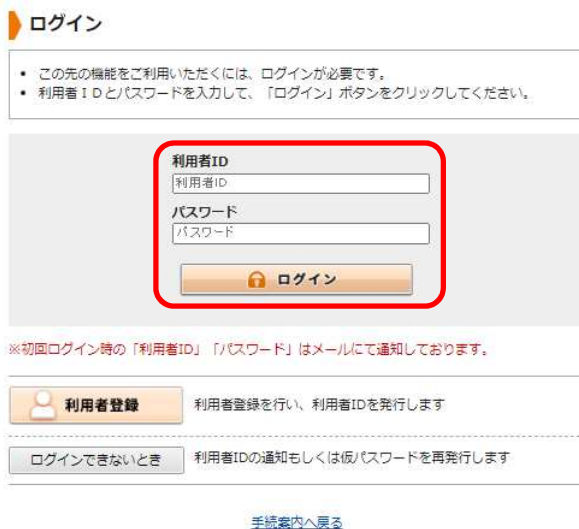 ログイン
• この先の機能をご利用いただくには、ログインが必要です。
• 利用者IDとパスワードを入力して、「ログイン」ボタンをクリックしてください。
利用者ID
利用者ID
パスワード
パスワード
ログイン
※初回ログイン時の「利用者ID」「パスワード」はメールにて通知しております。
利用者登録 利用者登録を行い、利用者IDを発行します
ログインできないとき 利用者IDの通知もしくは仮パスワードを再発行します
手続案内へ戻る